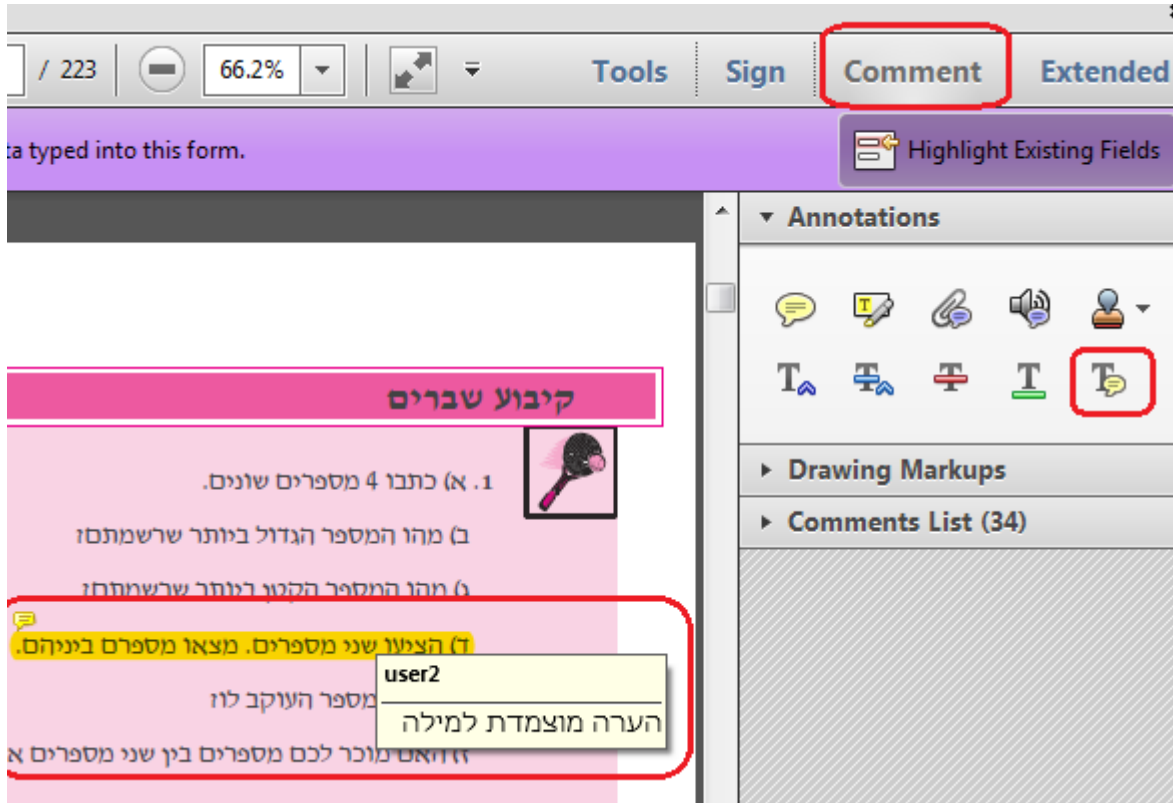 / 223
66.2%
Tools
Sign
Comment
Extended
ta typed into this form.
Highlight Existing Fields
Annotations
Drawing Markups
Comments List (34)
קיבוע שברים
1. א) כתבו 4 מספרים שונים.
ב) מהו המספר הגדול ביותר שרשמתם?
ג) מהו המספר הקטן ביותר שרשמתם?
ד) הציעו שני מספרים. מצאו מספרם ביניהם.
user2
הערה מוצמדת למילה
מספר העוקב לו?
האם מוכר לכם מספרים בין שני מספרים